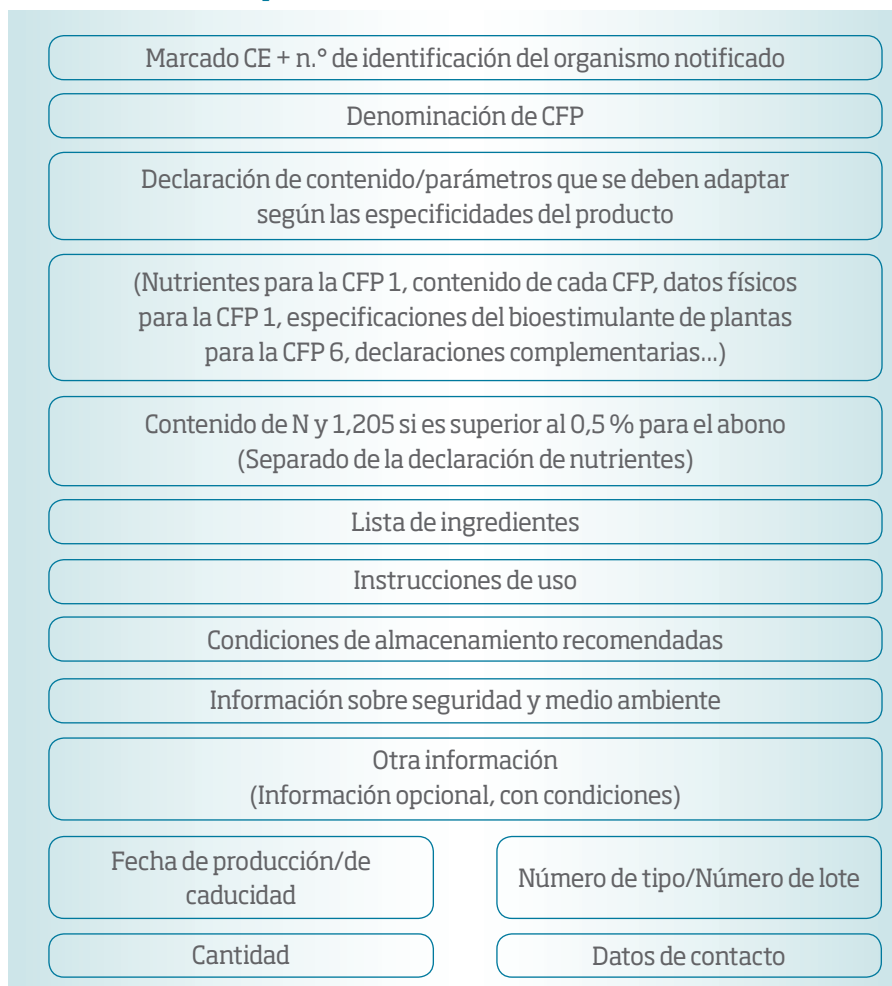 Marcado CE + n.° de identificación del organismo notificado
Denominación de CFP
Declaración de contenido/parámetros que se deben adaptar
según las especificidades del producto
(Nutrientes para la CFP 1, contenido de cada CFP, datos físicos
para la CFP 1, especificaciones del bioestimulante de plantas
para la CFP 6, declaraciones complementarias...)
Contenido de N y 1,205 si es superior al 0,5 % para el abono
(Separado de la declaración de nutrientes)
Lista de ingredientes
Instrucciones de uso
Condiciones de almacenamiento recomendadas
Información sobre seguridad y medio ambiente
Otra información
(Información opcional, con condiciones)
Fecha de producción/de
caducidad
Número de tipo/Número de lote
Cantidad
Datos de contacto